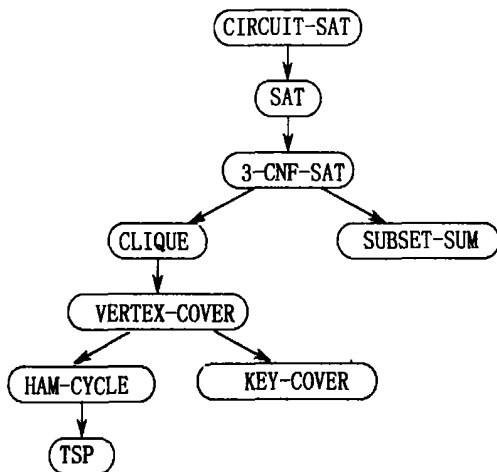 CIRCUIT-SAT
SAT
3-CNF-SAT
CLIQUE
SUBSET-SUM
VERTEX-COVER
HAM-CYCLE
KEY-COVER
TSP